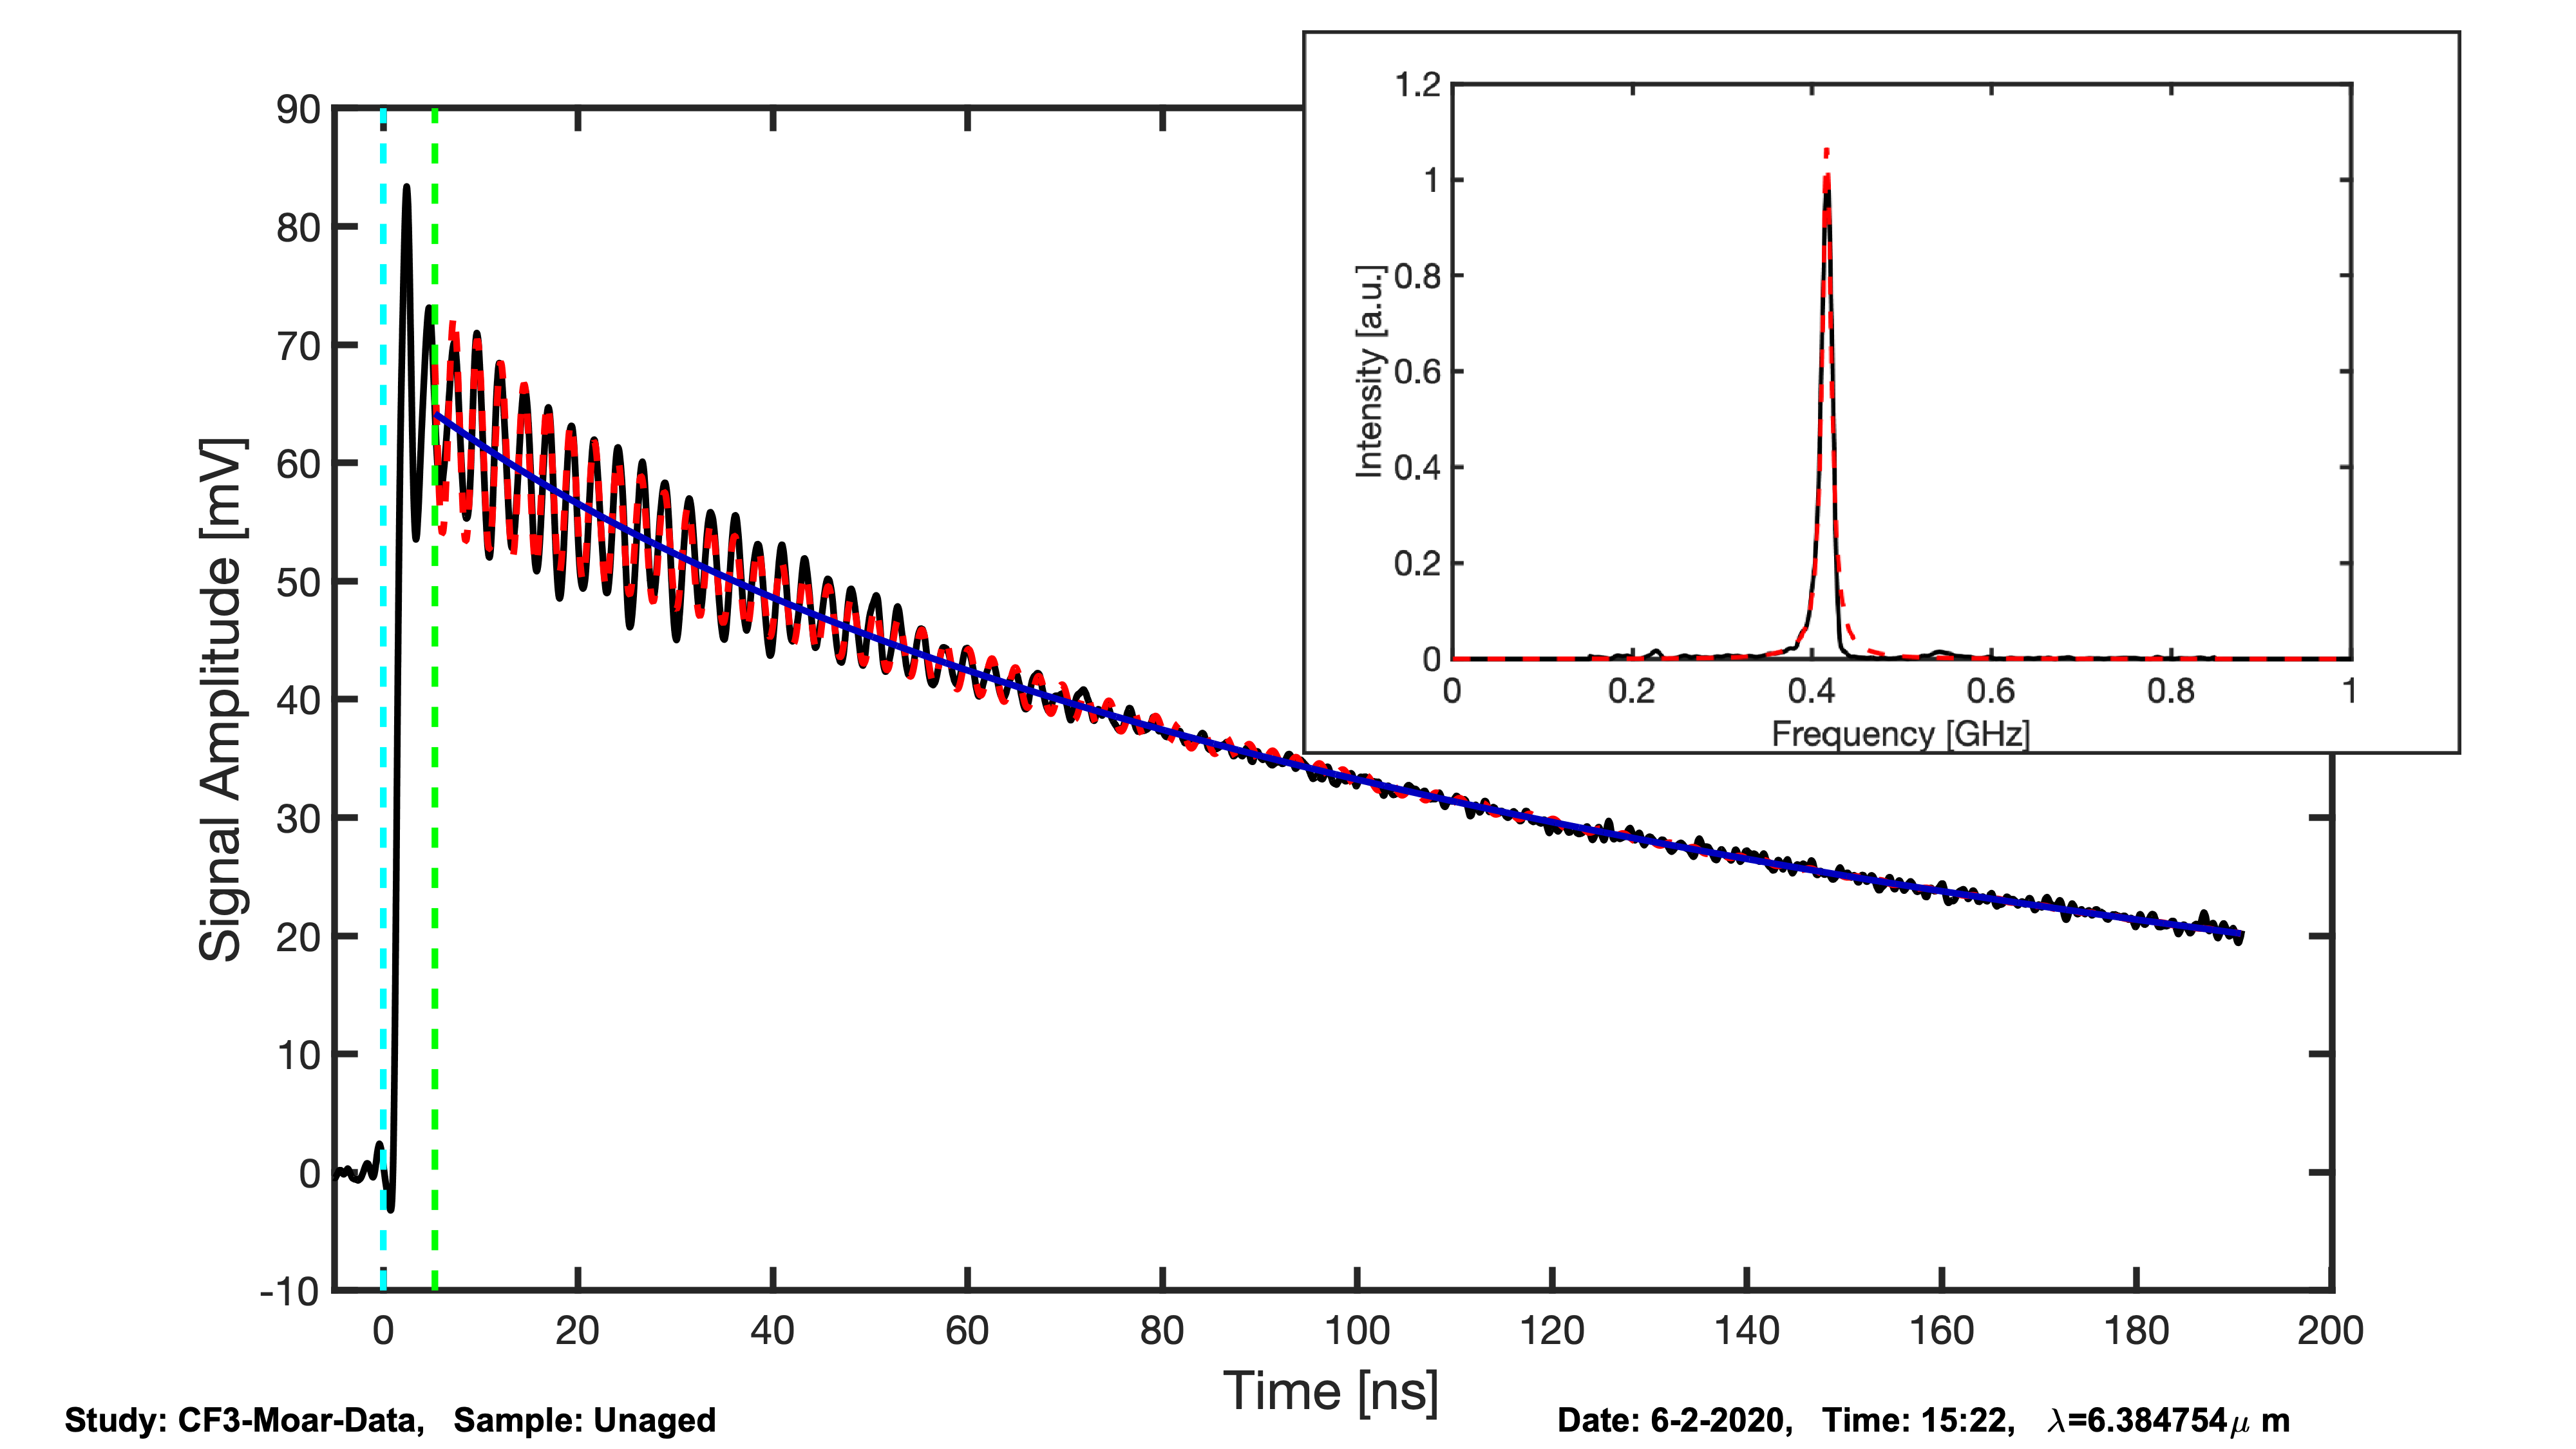 90
80
70
60
50
40
30
20
10
0
-10
Signal Amplitude [mV]
0 20 40 60 80 100 120 140 160 180 200
Time [ns]
1.2
1
0.8
0.6
0.4
0.2
0
Intensity [a.u.]
0 0.2 0.4 0.6 0.8 1
Frequency [GHz]
Study: CF3-Moar-Data, Sample: Unaged
Date: 6-2-2020, Time: 15:22, λ=6.384754μ m